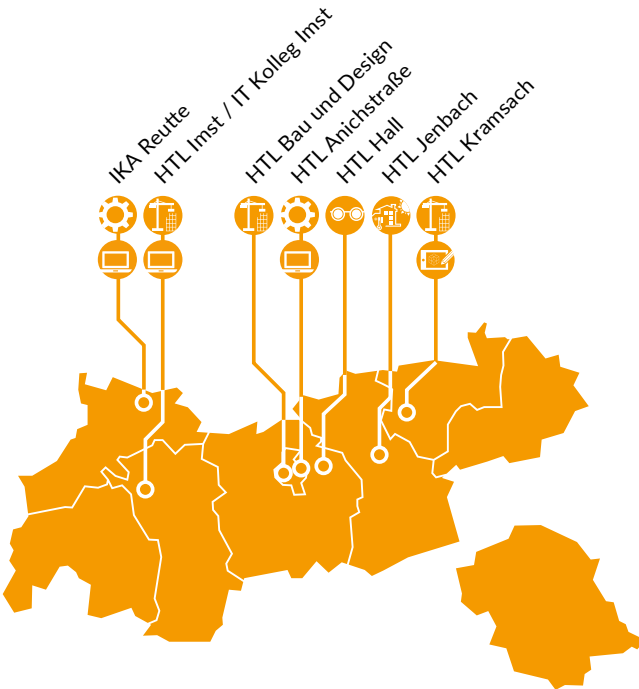 IKA Reutte
HTL Imst / IT Kolleg Imst
HTL Bau und Design
HTL Anichstraße
HTL Hall
HTL Jenbach
HTL Kramsach